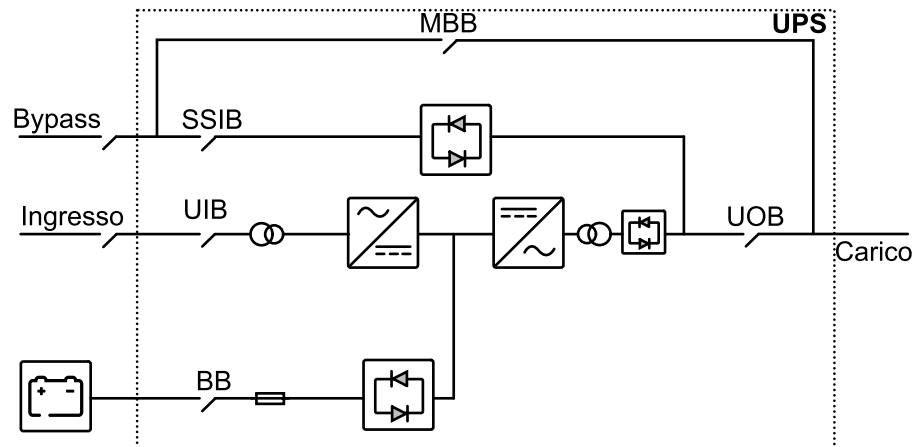 MBB
UPS
Bypass
SSIB
Ingresso
UIB
UOB
Carico
BB